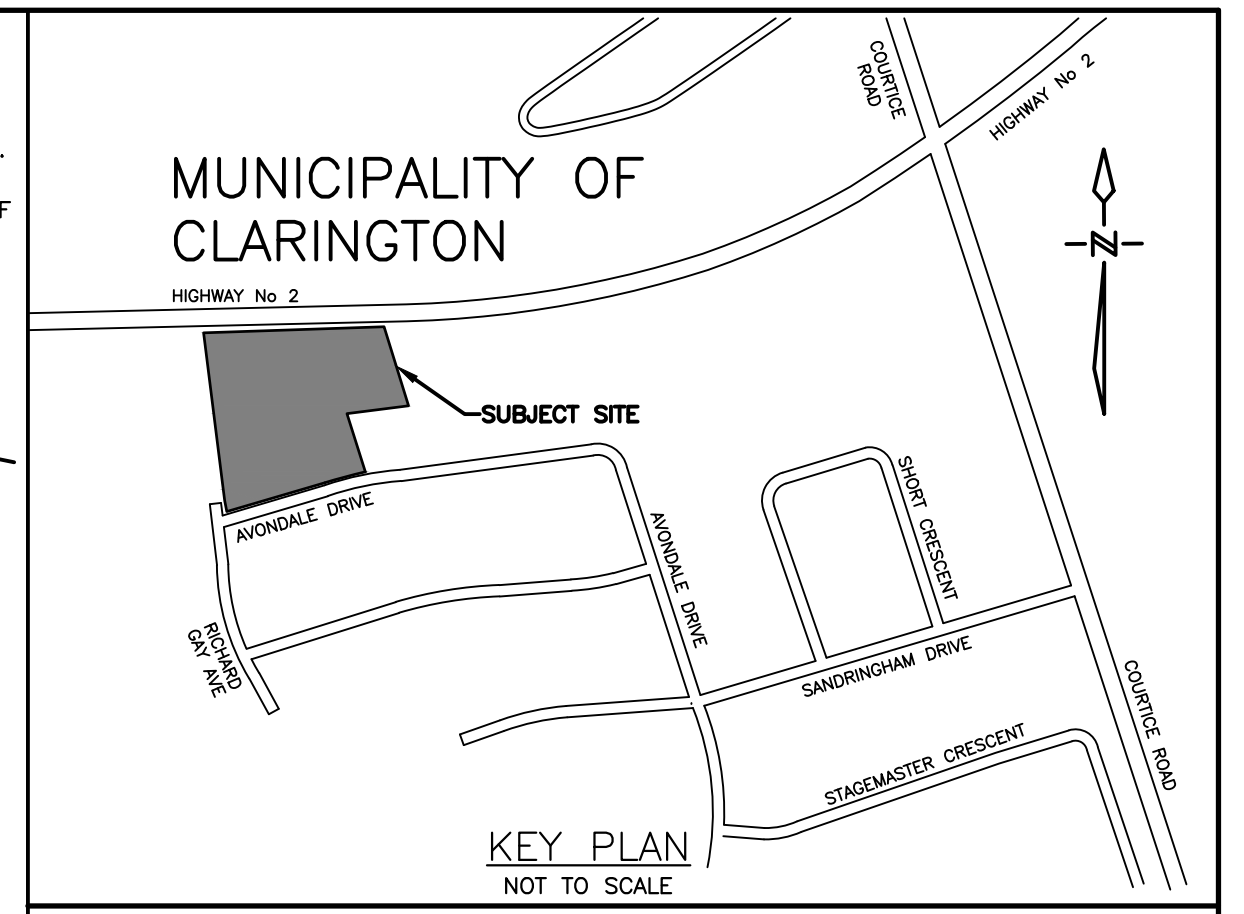 COURTICE
ROAD
HIGHWAY No 2
MUNICIPALITY OF
CLARINGTON
F
N
HIGHWAY No 2
SUBJECT SITE
AVONDALE DRIVE
SHORT CRESCENT
AVONDALE DRIVE
RICHARD
GAY AVE
SANDRINGHAM DRIVE
COURTICE ROAD
STAGEMASTER CRESCENT
KEY PLAN
NOT TO SCALE